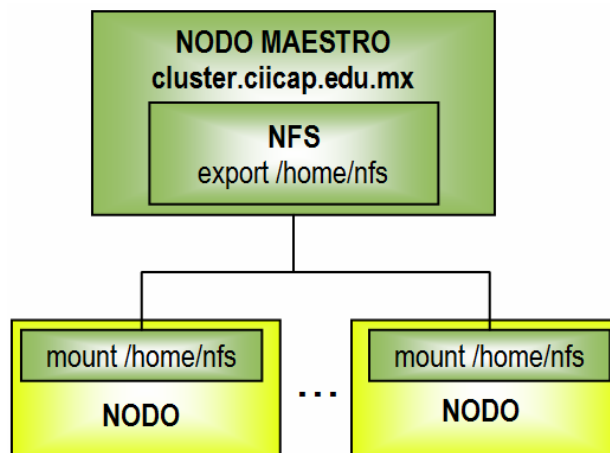 NODO MAESTRO
cluster.ciicap.edu.mx
NFS
export /home/nfs
mount /home/nfs
NODO
...
mount /home/nfs
NODO